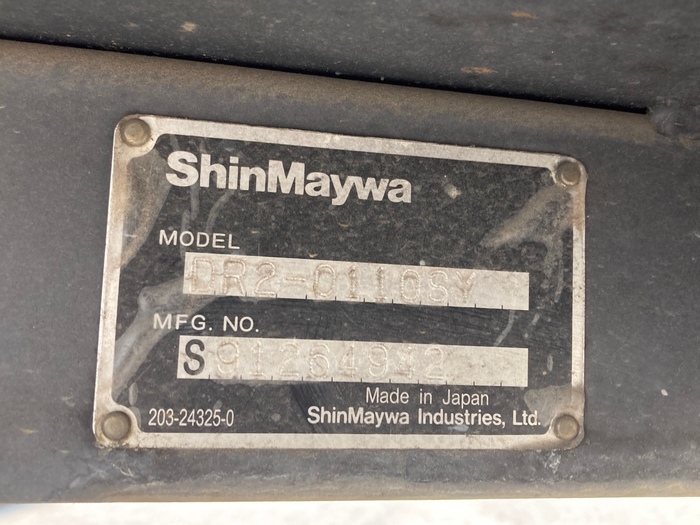 ShinMaywa
MODEL
DR2-0110SY
MFG. NO.
S
Made in Japan
203-24325-0
ShinMaywa Industries, Ltd.